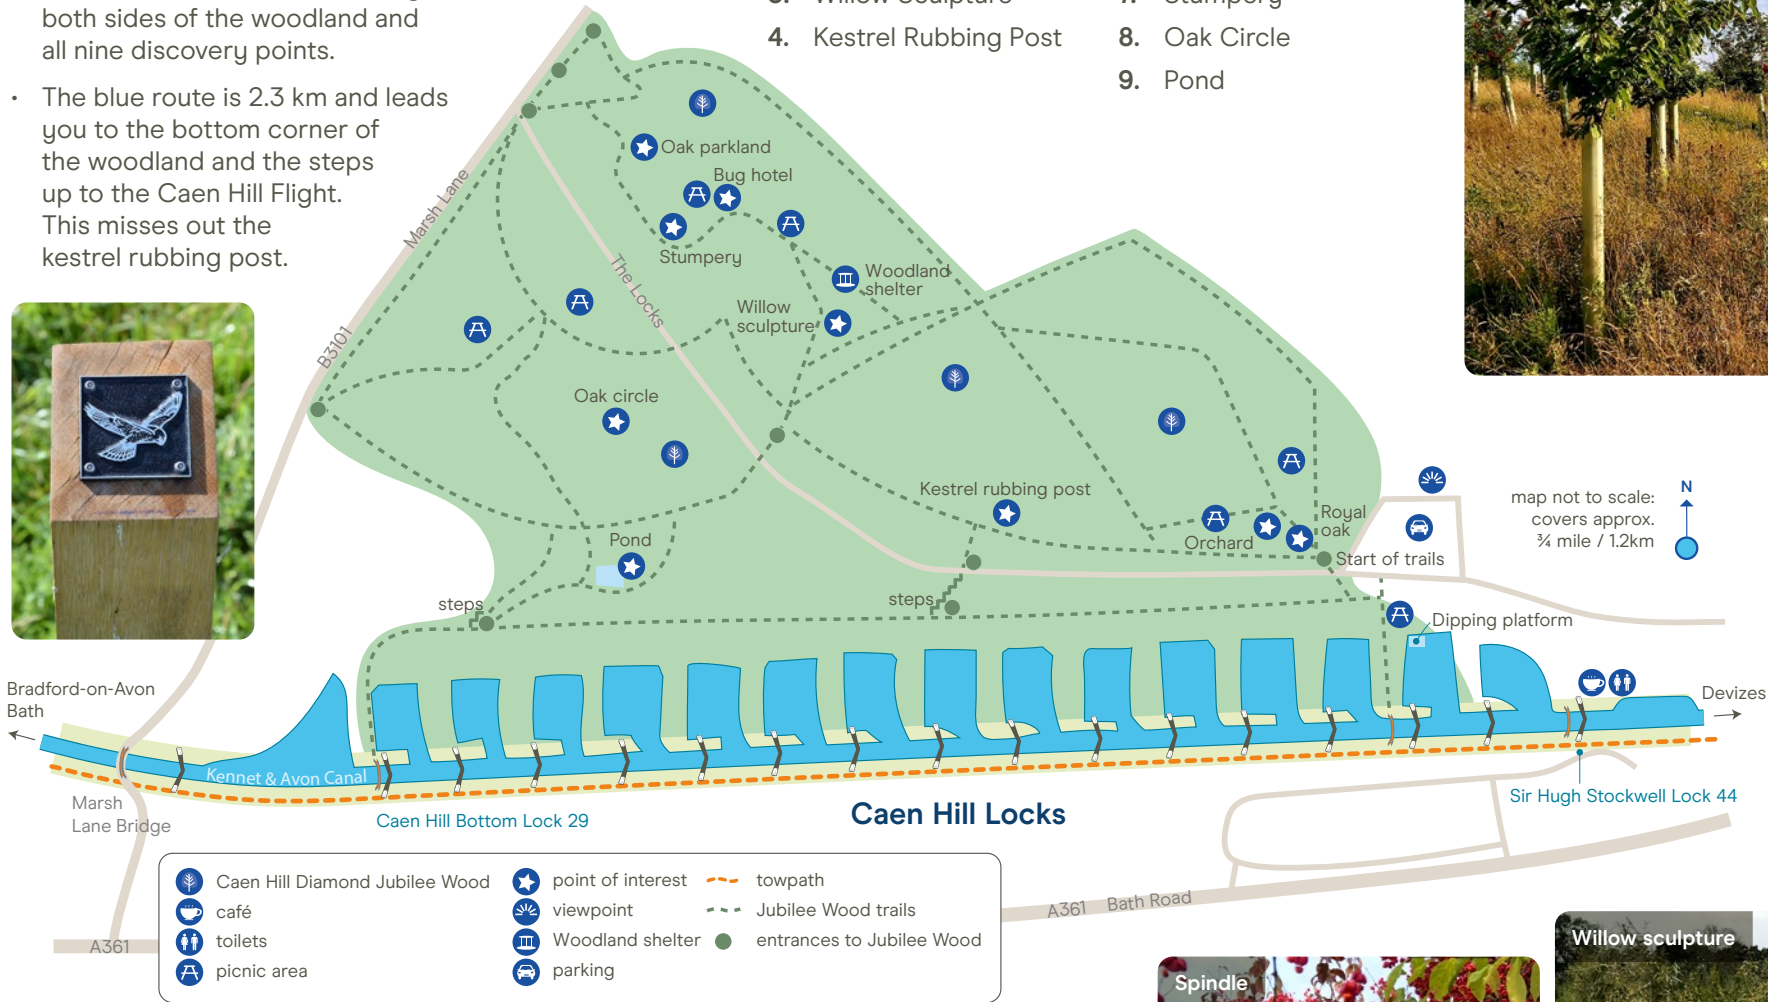 both sides of the woodland and
all nine discovery points.
• The blue route is 2.3 km and leads
you to the bottom corner of
the woodland and the steps
up to the Caen Hill Flight.
This misses out the
kestrel rubbing post.
3. Willow Sculpture
4. Kestrel Rubbing Post
7. Stumpery
8. Oak Circle
9. Pond
Marsh Lane
B3101
The Locks
Oak parkland
Bug hotel
Stumpery
Woodland
shelter
Willow
sculpture
Oak circle
Kestrel rubbing post
Pond
Orchard
Royal
oak
Start of trails
steps
steps
Dipping platform
map not to scale:
covers approx.
¾ mile / 1.2km
N
Bradford-on-Avon
Bath
Devizes
Kennet & Avon Canal
Marsh
Lane Bridge
Caen Hill Bottom Lock 29
Caen Hill Locks
Sir Hugh Stockwell Lock 44
A361
A361 Bath Road
Caen Hill Diamond Jubilee Wood
café
toilets
picnic area
point of interest
viewpoint
Woodland shelter
parking
towpath
Jubilee Wood trails
entrances to Jubilee Wood
Spindle
Willow sculpture